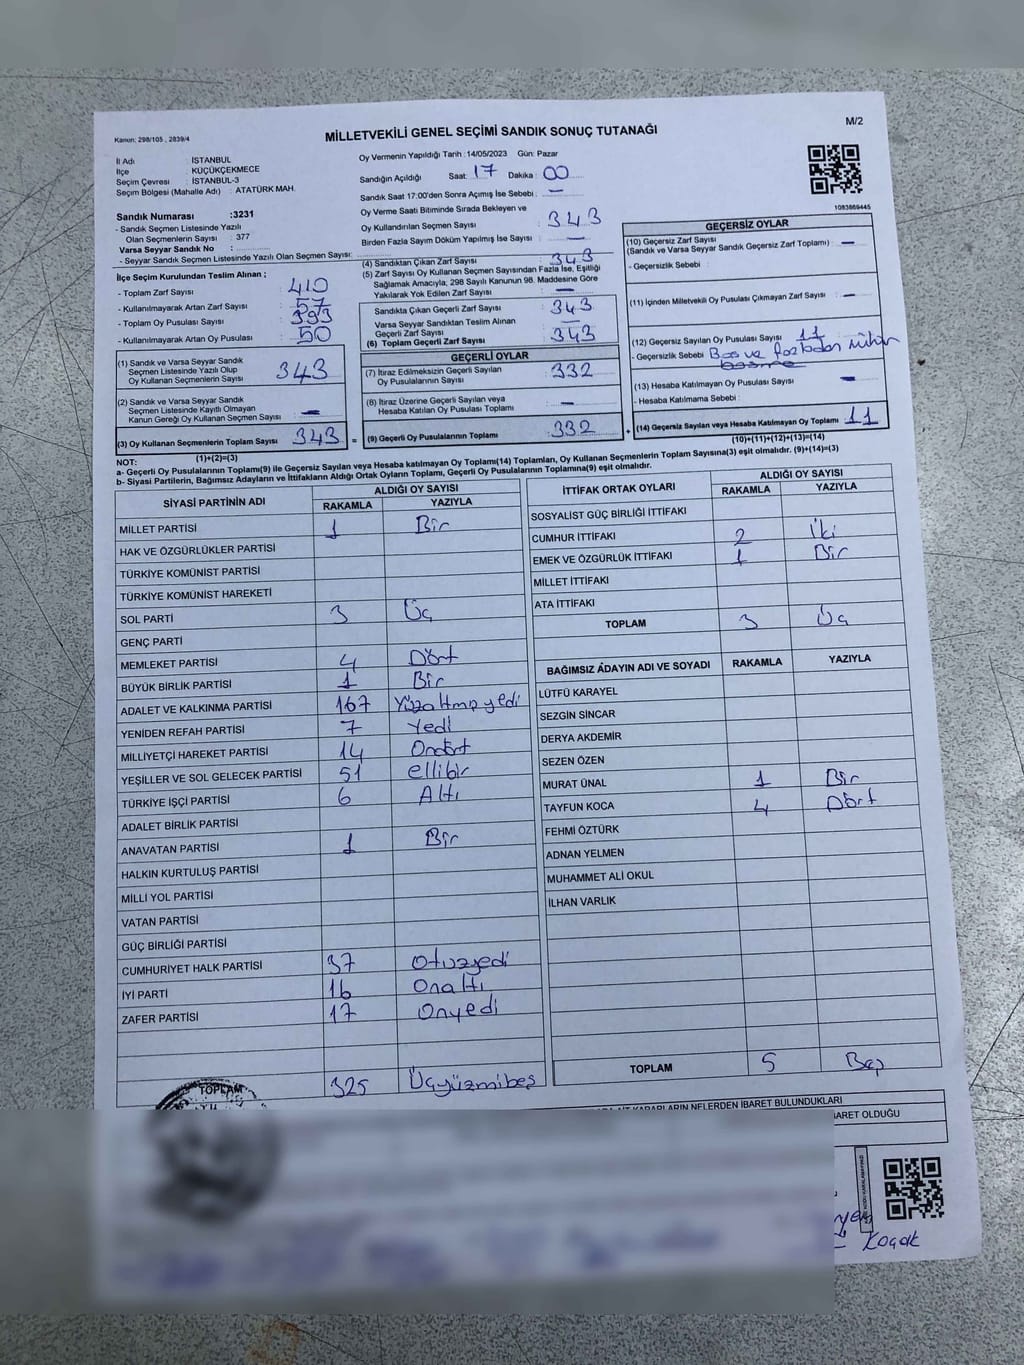 M/2
Kanun: 298/105 , 2839/4
MİLLETVEKİLİ GENEL SEÇİMİ SANDIK SONUÇ TUTANAĞI
İl Adı : İSTANBUL
İlçe : KÜÇÜKÇEKMECE
Seçim Çevresi : İSTANBUL-3
Seçim Bölgesi (Mahalle Adı) : ATATÜRK MAH.
Sandık Numarası :3231
- Sandık Seçmen Listesinde Yazılı
Olan Seçmenlerin Sayısı : 377
Varsa Seyyar Sandık No :
- Seyyar Sandık Seçmen Listesinde Yazılı Olan Seçmen Sayısı:
Oy Vermenin Yapıldığı Tarih :14/05/2023 Gün: Pazar
Sandığın Açıldığı Saat: 17 Dakika : 00
Sandık Saat 17:00'den Sonra Açımış İse Sebebi : —
Oy Verme Saati Bitiminde Sırada Bekleyen ve
Oy Kullandırılan Seçmen Sayısı : 343
Birden Fazla Sayım Döküm Yapılmış İse Sayısı : —
1083869445
İlçe Seçim Kurulundan Teslim Alınan ;
- Toplam Zarf Sayısı : 410
- Kullanılmayarak Artan Zarf Sayısı : 57
- Toplam Oy Pusulası Sayısı : 393
- Kullanılmayarak Artan Oy Pusulası : 50
(1) Sandık ve Varsa Seyyar Sandık
Seçmen Listesinde Yazılı Olup
Oy Kullanan Seçmenlerin Sayısı : 343
(2) Sandık ve Varsa Seyyar Sandık
Seçmen Listesinde Kayıtlı Olmayan
Kanun Gereği Oy Kullanan Seçmen Sayısı : —
(3) Oy Kullanan Seçmenlerin Toplam Sayısı : 343 =
(1)+(2)=(3)
(4) Sandıktan Çıkan Zarf Sayısı : 343
(5) Zarf Sayısı Oy Kullanan Seçmen Sayısından Fazla İse, Eşitliği
Sağlamak Amacıyla; 298 Sayılı Kanunun 98. Maddesine Göre
Yakılarak Yok Edilen Zarf Sayısı : —
Sandıkta Çıkan Geçerli Zarf Sayısı : 343
Varsa Seyyar Sandıktan Teslim Alınan
Geçerli Zarf Sayısı : —
(6) Toplam Geçerli Zarf Sayısı : 343
GEÇERLİ OYLAR
(7) İtiraz Edilmeksizin Geçerli Sayılan
Oy Pusulalarının Sayısı : 332
(8) İtiraz Üzerine Geçerli Sayılan veya
Hesaba Katılan Oy Pusulası Toplamı : —
(9) Geçerli Oy Pusulalarının Toplamı : 332 +
GEÇERSİZ OYLAR
(10) Geçersiz Zarf Sayısı
(Sandık ve Varsa Seyyar Sandık Geçersiz Zarf Toplamı) : —
- Geçersizlik Sebebi :
(11) İçinden Milletvekili Oy Pusulası Çıkmayan Zarf Sayısı : —
(12) Geçersiz Sayılan Oy Pusulası Sayısı : 11
- Geçersizlik Sebebi : Boş ve fazladan mühür
basma
(13) Hesaba Katılmayan Oy Pusulası Sayısı : —
- Hesaba Katılmama Sebebi :
(14) Geçersiz Sayılan veya Hesaba Katılmayan Oy Toplamı : 11
(10)+(11)+(12)+(13)=(14)
NOT:
a- Geçerli Oy Pusulalarının Toplamı(9) ile Geçersiz Sayılan veya Hesaba katılmayan Oy Toplamı(14) Toplamları, Oy Kullanan Seçmenlerin Toplam Sayısına(3) eşit olmalıdır. (9)+(14)=(3)
b- Siyasi Partilerin, Bağımsız Adayların ve İttifakların Aldığı Ortak Oyların Toplamı, Geçerli Oy Pusulalarının Toplamına(9) eşit olmalıdır.
SİYASİ PARTİNİN ADI ALDIĞI OY SAYISI
RAKAMLA YAZIYLA
MİLLET PARTİSİ 1 Bir
HAK VE ÖZGÜRLÜKLER PARTİSİ
TÜRKİYE KOMÜNİST PARTİSİ
TÜRKİYE KOMÜNİST HAREKETİ
SOL PARTİ 3 Üç
GENÇ PARTİ
MEMLEKET PARTİSİ 4 Dört
BÜYÜK BİRLİK PARTİSİ 1 Bir
ADALET VE KALKINMA PARTİSİ 167 Yüzaltmışyedi
YENİDEN REFAH PARTİSİ 7 Yedi
MİLLİYETÇİ HAREKET PARTİSİ 14 Ondört
YEŞİLLER VE SOL GELECEK PARTİSİ 51 ellibir
TÜRKİYE İŞÇİ PARTİSİ 6 Altı
ADALET BİRLİK PARTİSİ
ANAVATAN PARTİSİ 1 Bir
HALKIN KURTULUŞ PARTİSİ
MİLLİ YOL PARTİSİ
VATAN PARTİSİ
GÜÇ BİRLİĞİ PARTİSİ
CUMHURİYET HALK PARTİSİ 37 Otuzyedi
İYİ PARTİ 16 Onaltı
ZAFER PARTİSİ 17 Onyedi
TOPLAM 325 Üçyüzmibeş
İTTİFAK ORTAK OYLARI ALDIĞI OY SAYISI
RAKAMLA YAZIYLA
SOSYALİST GÜÇ BİRLİĞİ İTTİFAKI
CUMHUR İTTİFAKI 2 İki
EMEK VE ÖZGÜRLÜK İTTİFAKI 1 Bir
MİLLET İTTİFAKI
ATA İTTİFAKI
TOPLAM 3 Üç
BAĞIMSIZ ADAYIN ADI VE SOYADI RAKAMLA YAZIYLA
LÜTFÜ KARAYEL
SEZGİN SİNCAR
DERYA AKDEMİR
SEZEN ÖZEN
MURAT ÜNAL 1 Bir
TAYFUN KOCA 4 Dört
FEHMİ ÖZTÜRK
ADNAN YELMEN
MUHAMMET ALİ OKUL
İLHAN VARLIK
TOPLAM 5 Beş
KARARLARIN NELERDEN İBARET BULUNDUKLARI
BARET OLDUĞU
Koçak